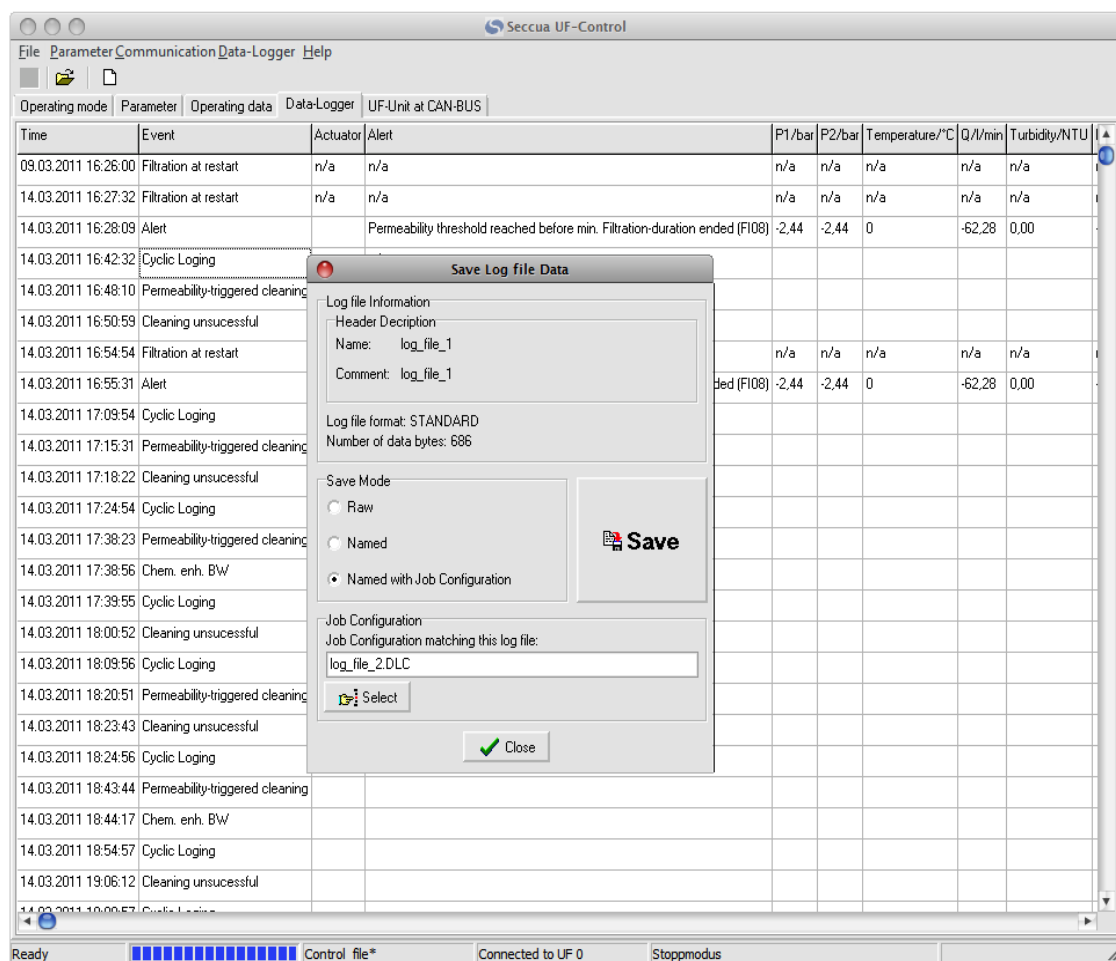 Seccua UF-Control
File Parameter Communication Data-Logger Help
Operating mode Parameter Operating data Data-Logger UF-Unit at CAN-BUS
Time Event Actuator Alert P1/bar P2/bar Temperature/°C Q/l/min Turbidity/NTU
09.03.2011 16:26:00 Filtration at restart n/a n/a n/a n/a n/a n/a n/a
14.03.2011 16:27:32 Filtration at restart n/a n/a n/a n/a n/a n/a n/a
14.03.2011 16:28:09 Alert Permeability threshold reached before min. Filtration-duration ended (FI08) -2,44 -2,44 0 -62,28 0,00
14.03.2011 16:42:32 Cyclic Loging
14.03.2011 16:48:10 Permeability-triggered cleaning
14.03.2011 16:50:59 Cleaning unsucessful
14.03.2011 16:54:54 Filtration at restart n/a n/a n/a n/a n/a
14.03.2011 16:55:31 Alert ded (FI08) -2,44 -2,44 0 -62,28 0,00
14.03.2011 17:09:54 Cyclic Loging
14.03.2011 17:15:31 Permeability-triggered cleaning
14.03.2011 17:18:22 Cleaning unsucessful
14.03.2011 17:24:54 Cyclic Loging
14.03.2011 17:38:23 Permeability-triggered cleaning
14.03.2011 17:38:56 Chem. enh. BW
14.03.2011 17:39:55 Cyclic Loging
14.03.2011 18:00:52 Cleaning unsucessful
14.03.2011 18:09:56 Cyclic Loging
14.03.2011 18:20:51 Permeability-triggered cleaning
14.03.2011 18:23:43 Cleaning unsucessful
14.03.2011 18:24:56 Cyclic Loging
14.03.2011 18:43:44 Permeability-triggered cleaning
14.03.2011 18:44:17 Chem. enh. BW
14.03.2011 18:54:57 Cyclic Loging
14.03.2011 19:06:12 Cleaning unsucessful
Save Log file Data
Log file Information
Header Decription
Name: log_file_1
Comment: log_file_1
Log file format: STANDARD
Number of data bytes: 686
Save Mode
Raw
Named
Named with Job Configuration
Save
Job Configuration
Job Configuration matching this log file:
log_file_2.DLC
Select
Close
Ready Control file* Connected to UF 0 Stoppmodus